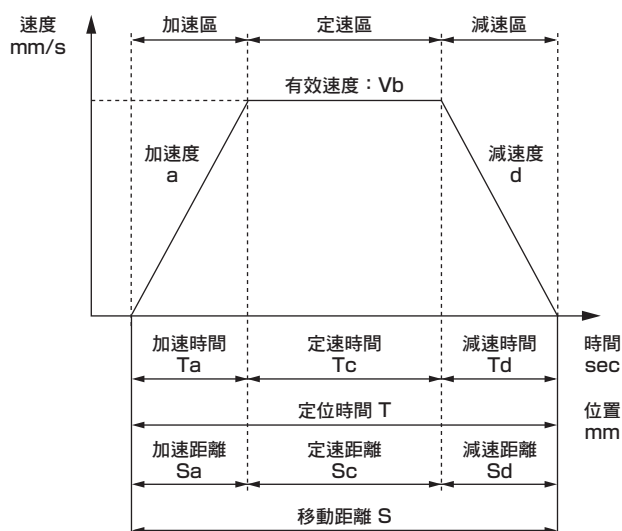 速度
mm/s
加速區
定速區
減速區
有效速度：Vb
加速度
a
減速度
d
加速時間
Ta
定速時間
Tc
減速時間
Td
時間
sec
定位時間 T
位置
mm
加速距離
Sa
定速距離
Sc
減速距離
Sd
移動距離 S